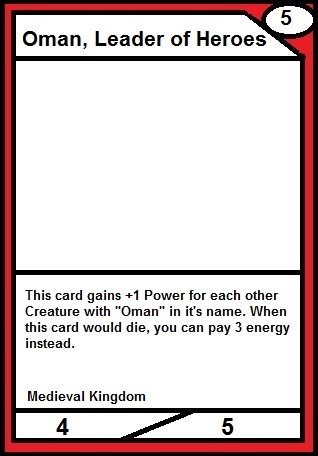 5
Oman, Leader of Heroes
This card gains +1 Power for each other
Creature with "Oman" in it's name. When
this card would die, you can pay 3 energy
instead.
Medieval Kingdom
4 5